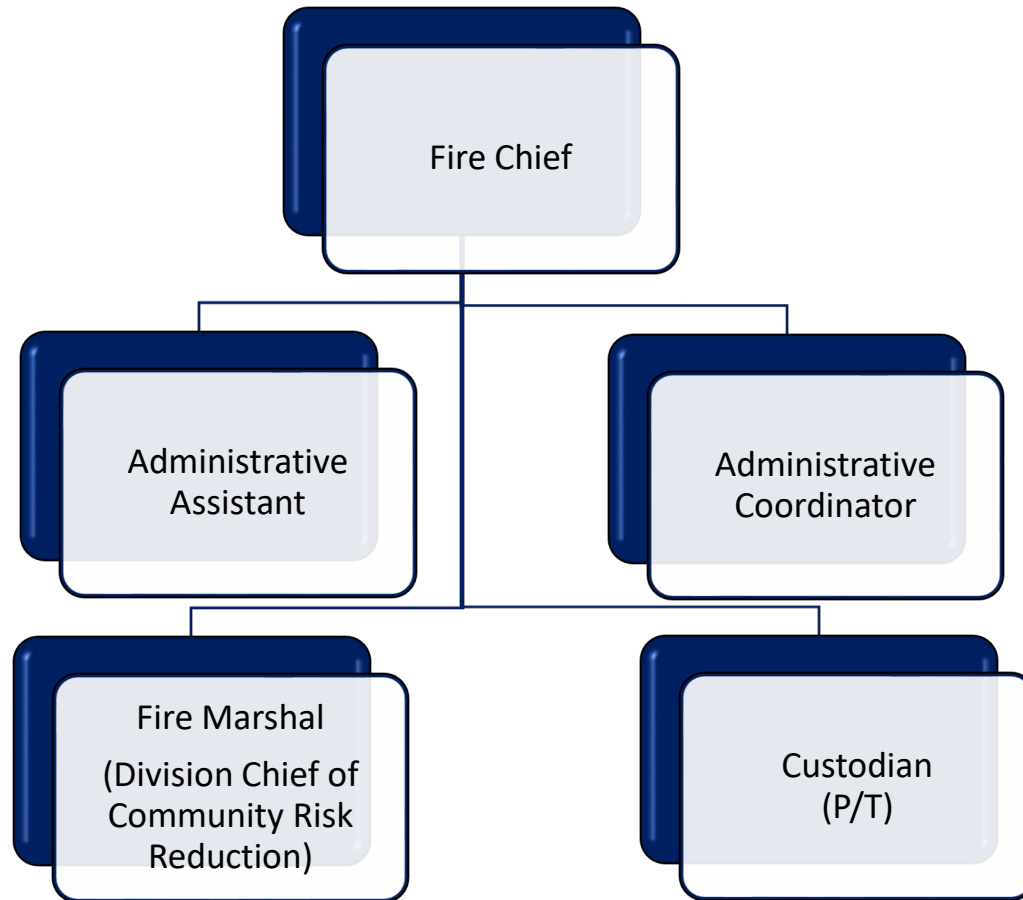 Fire Chief
Administrative
Assistant
Administrative
Coordinator
Fire Marshal
(Division Chief of
Community Risk
Reduction)
Custodian
(P/T)